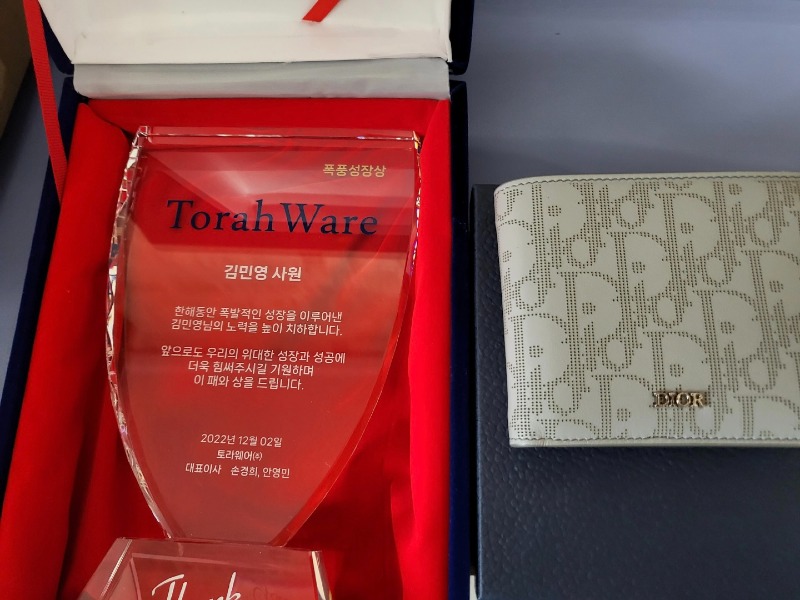 폭풍성장상
Torah Ware
김민영 사원
한해동안 폭발적인 성장을 이루어낸
김민영님의 노력을 높이 치하합니다.
앞으로도 우리의 위대한 성장과 성공에
더욱 힘써주시길 기원하며
이 패와 상을 드립니다.
2022년 12월 02일
토라웨어㈜
대표이사 손경희, 안영민
Thank
DIOR